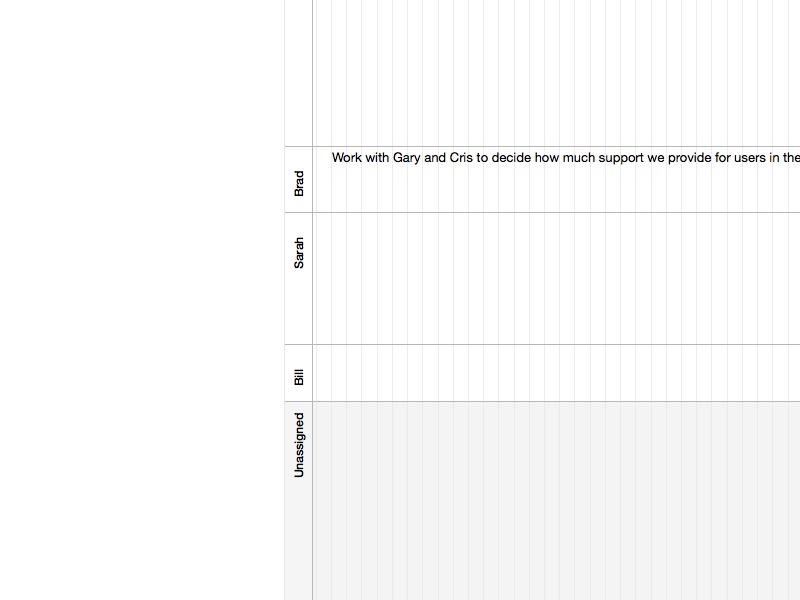 Work with Gary and Cris to decide how much support we provide for users in the
Brad
Sarah
Bill
Unassigned